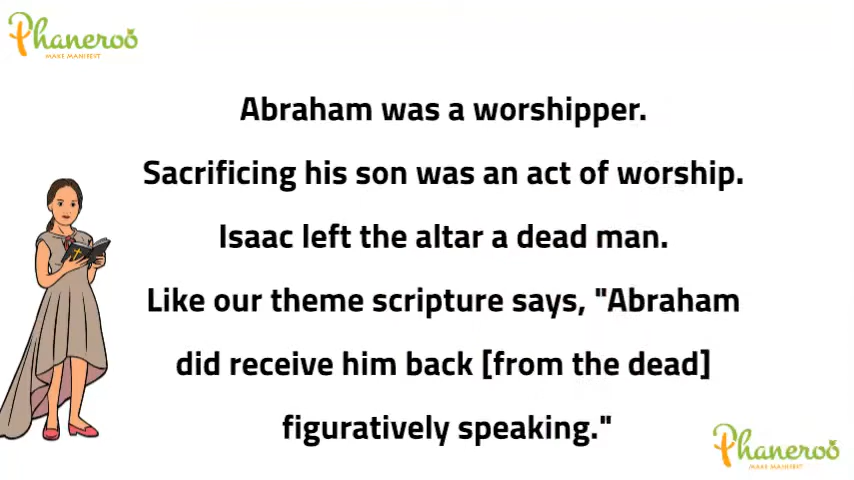 Phaneroo
MAKE MANIFEST
Abraham was a worshipper.
Sacrificing his son was an act of worship.
Isaac left the altar a dead man.
Like our theme scripture says, "Abraham
did receive him back [from the dead]
figuratively speaking."
Phaneroo
MAKE MANIFEST